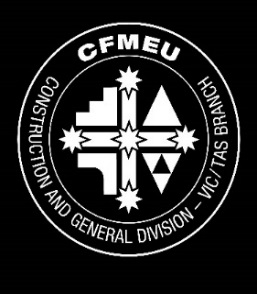 CFMEU
CONSTRUCTION AND GENERAL DIVISION – VIC/TAS BRANCH